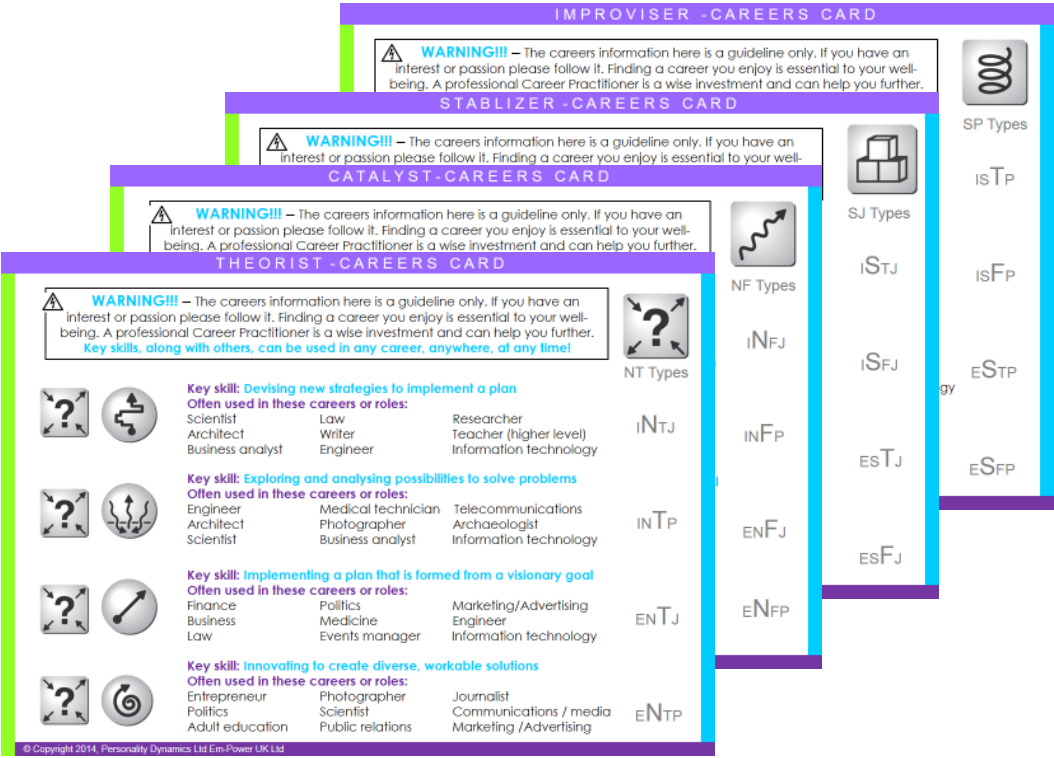 IMPROVISER -CAREERS CARD
WARNING!!! – The careers information here is a guideline only. If you have an
interest or passion please follow it. Finding a career you enjoy is essential to your well-
being. A professional Career Practitioner is a wise investment and can help you further.
SP Types
ISTP
ISFP
ESTP
gy
ESFP
STABLIZER -CAREERS CARD
WARNING!!! – The careers information here is a guideline only. If you have an
interest or passion please follow it. Finding a career you enjoy is essential to your well-
SJ Types
ISTJ
ISFJ
ESTJ
ESFJ
CATALYST-CAREERS CARD
WARNING!!! – The careers information here is a guideline only. If you have an
interest or passion please follow it. Finding a career you enjoy is essential to your well-
being. A professional Career Practitioner is a wise investment and can help you further.
NF Types
INFJ
INFP
ENFJ
ENFP
THEORIST -CAREERS CARD
WARNING!!! – The careers information here is a guideline only. If you have an
interest or passion please follow it. Finding a career you enjoy is essential to your well-
being. A professional Career Practitioner is a wise investment and can help you further.
Key skills, along with others, can be used in any career, anywhere, at any time!
?
NT Types
Key skill: Devising new strategies to implement a plan
Often used in these careers or roles:
Scientist Law Researcher
Architect Writer Teacher (higher level)
Business analyst Engineer Information technology
? INTJ
Key skill: Exploring and analysing possibilities to solve problems
Often used in these careers or roles:
Engineer Medical technician Telecommunications
Architect Photographer Archaeologist
Scientist Business analyst Information technology
? INTP
Key skill: Implementing a plan that is formed from a visionary goal
Often used in these careers or roles:
Finance Politics Marketing/Advertising
Business Medicine Engineer
Law Events manager Information technology
? ENTJ
Key skill: Innovating to create diverse, workable solutions
Often used in these careers or roles:
Entrepreneur Photographer Journalist
Politics Scientist Communications / media
Adult education Public relations Marketing /Advertising
? ENTP
© Copyright 2014, Personality Dynamics Ltd Em-Power UK Ltd